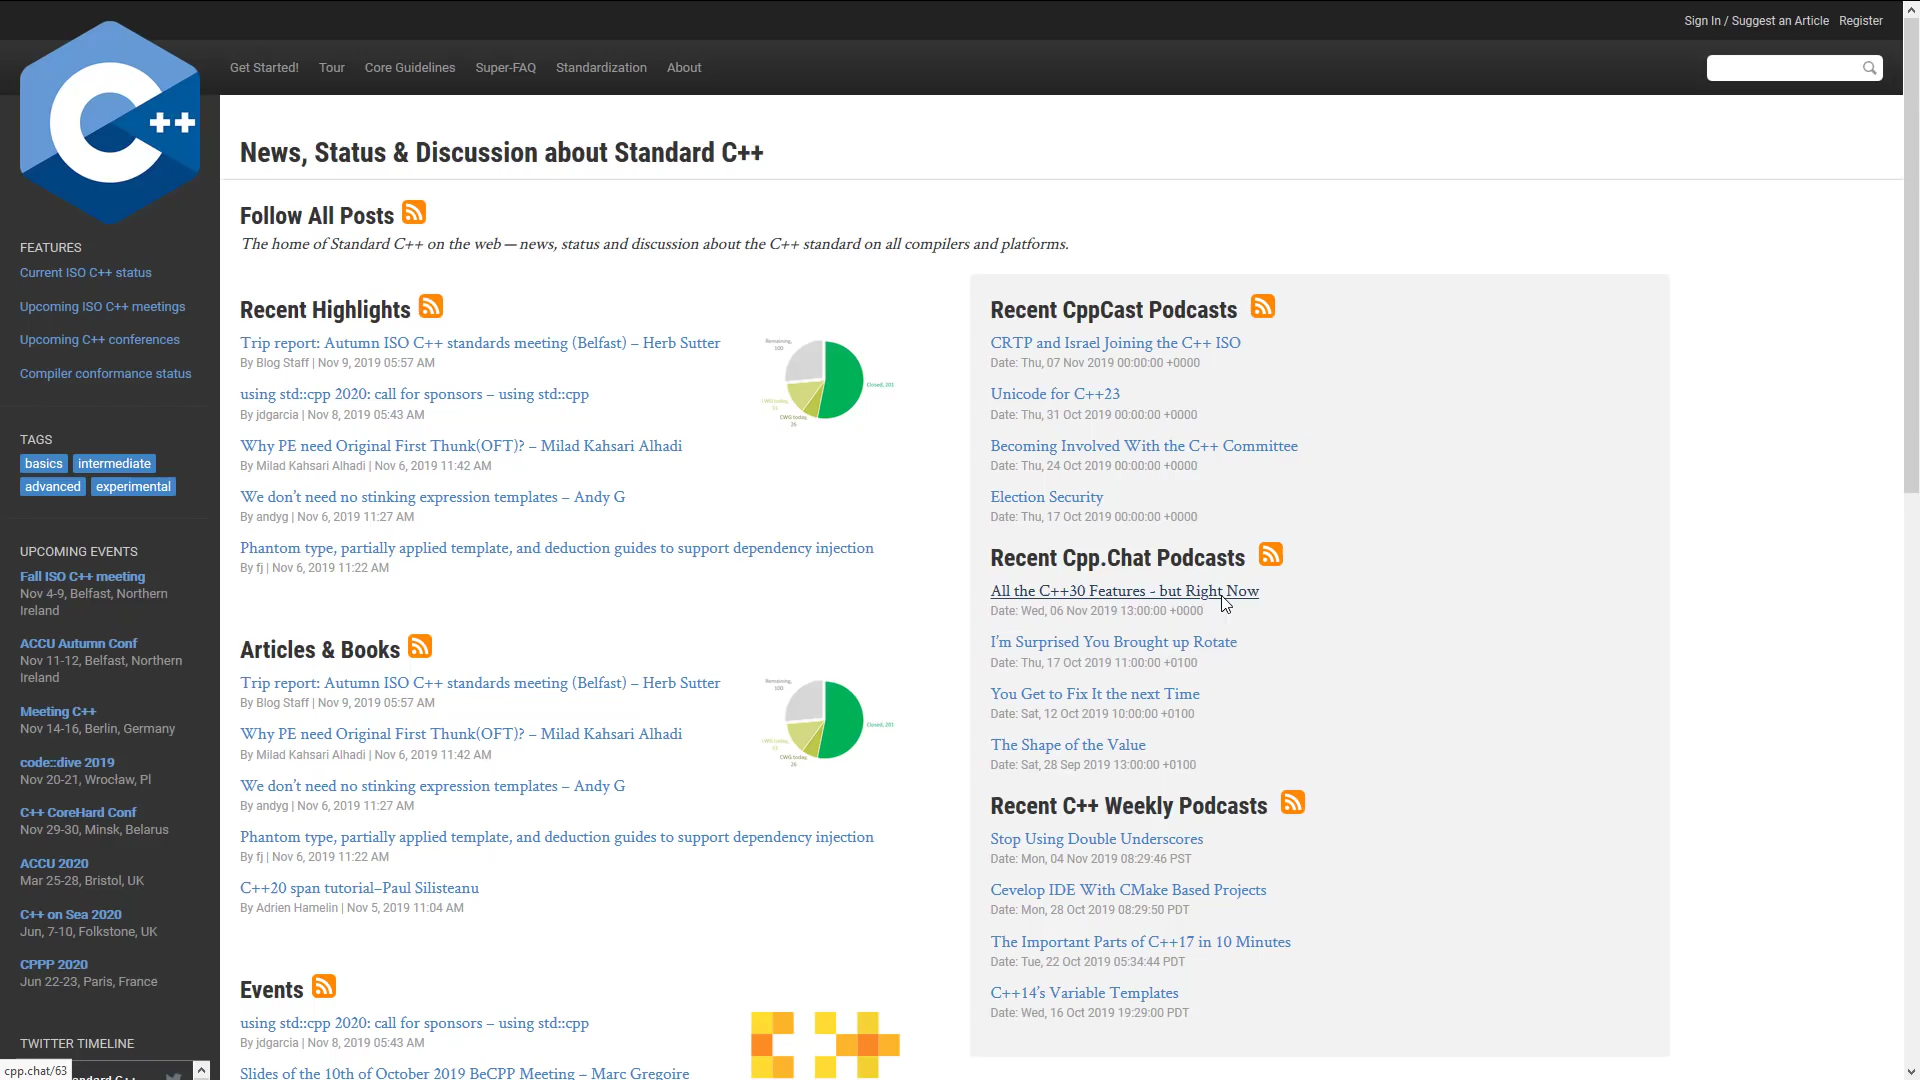 Sign In / Suggest an Article Register
Get Started! Tour Core Guidelines Super-FAQ Standardization About
C++
News, Status & Discussion about Standard C++
Follow All Posts
The home of Standard C++ on the web — news, status and discussion about the C++ standard on all compilers and platforms.
FEATURES
Current ISO C++ status
Upcoming ISO C++ meetings
Upcoming C++ conferences
Compiler conformance status
TAGS
basics intermediate
advanced experimental
UPCOMING EVENTS
Fall ISO C++ meeting
Nov 4-9, Belfast, Northern
Ireland
ACCU Autumn Conf
Nov 11-12, Belfast, Northern
Ireland
Meeting C++
Nov 14-16, Berlin, Germany
code::dive 2019
Nov 20-21, Wrocław, Pl
C++ CoreHard Conf
Nov 29-30, Minsk, Belarus
ACCU 2020
Mar 25-28, Bristol, UK
C++ on Sea 2020
Jun, 7-10, Folkstone, UK
CPPP 2020
Jun 22-23, Paris, France
TWITTER TIMELINE
cpp.chat/63
Recent Highlights
Trip report: Autumn ISO C++ standards meeting (Belfast) – Herb Sutter
By Blog Staff | Nov 9, 2019 05:57 AM
using std::cpp 2020: call for sponsors – using std::cpp
By jdgarcia | Nov 8, 2019 05:43 AM
Why PE need Original First Thunk(OFT)? – Milad Kahsari Alhadi
By Milad Kahsari Alhadi | Nov 6, 2019 11:42 AM
We don’t need no stinking expression templates – Andy G
By andyg | Nov 6, 2019 11:27 AM
Phantom type, partially applied template, and deduction guides to support dependency injection
By fj | Nov 6, 2019 11:22 AM
Remaining,
100
CWG today,
26
Articles & Books
Trip report: Autumn ISO C++ standards meeting (Belfast) – Herb Sutter
By Blog Staff | Nov 9, 2019 05:57 AM
Why PE need Original First Thunk(OFT)? – Milad Kahsari Alhadi
By Milad Kahsari Alhadi | Nov 6, 2019 11:42 AM
We don’t need no stinking expression templates – Andy G
By andyg | Nov 6, 2019 11:27 AM
Phantom type, partially applied template, and deduction guides to support dependency injection
By fj | Nov 6, 2019 11:22 AM
C++20 span tutorial–Paul Silisteanu
By Adrien Hamelin | Nov 5, 2019 11:04 AM
Remaining,
100
CWG today,
26
Events
using std::cpp 2020: call for sponsors – using std::cpp
By jdgarcia | Nov 8, 2019 05:43 AM
Slides of the 10th of October 2019 BeCPP Meeting – Marc Gregoire
Recent CppCast Podcasts
CRTP and Israel Joining the C++ ISO
Date: Thu, 07 Nov 2019 00:00:00 +0000
Unicode for C++23
Date: Thu, 31 Oct 2019 00:00:00 +0000
Becoming Involved With the C++ Committee
Date: Thu, 24 Oct 2019 00:00:00 +0000
Election Security
Date: Thu, 17 Oct 2019 00:00:00 +0000
Recent Cpp.Chat Podcasts
All the C++30 Features - but Right Now
Date: Wed, 06 Nov 2019 13:00:00 +0000
I’m Surprised You Brought up Rotate
Date: Thu, 17 Oct 2019 11:00:00 +0100
You Get to Fix It the next Time
Date: Sat, 12 Oct 2019 10:00:00 +0100
The Shape of the Value
Date: Sat, 28 Sep 2019 13:00:00 +0100
Recent C++ Weekly Podcasts
Stop Using Double Underscores
Date: Mon, 04 Nov 2019 08:29:46 PST
Cevelop IDE With CMake Based Projects
Date: Mon, 28 Oct 2019 08:29:50 PDT
The Important Parts of C++17 in 10 Minutes
Date: Tue, 22 Oct 2019 05:34:44 PDT
C++14’s Variable Templates
Date: Wed, 16 Oct 2019 19:29:00 PDT